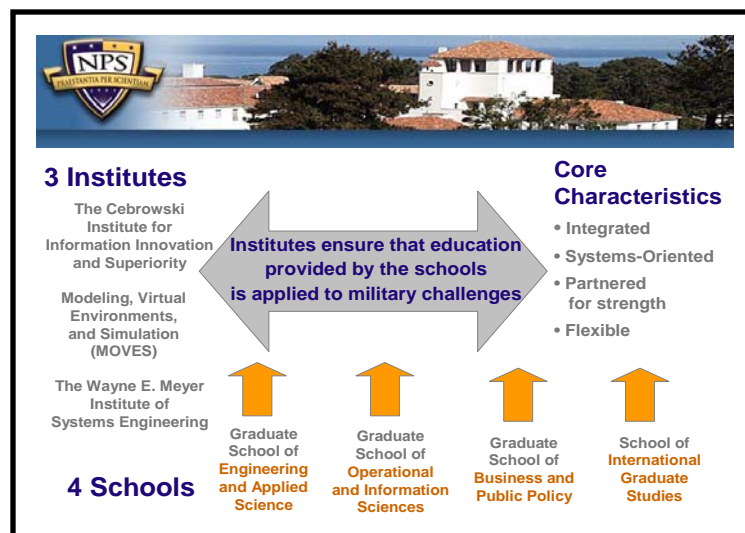 NPS
PRAESTANTIA PER SCIENTIAM
3 Institutes
The Cebrowski
Institute for
Information Innovation
and Superiority
Modeling, Virtual
Environments,
and Simulation
(MOVES)
The Wayne E. Meyer
Institute of
Systems Engineering
Institutes ensure that education
provided by the schools
is applied to military challenges
Core
Characteristics
• Integrated
• Systems-Oriented
• Partnered
for strength
• Flexible
4 Schools
Graduate
School of
Engineering
and Applied
Science
Graduate
School of
Operational
and Information
Sciences
Graduate
School of
Business and
Public Policy
School of
International
Graduate
Studies